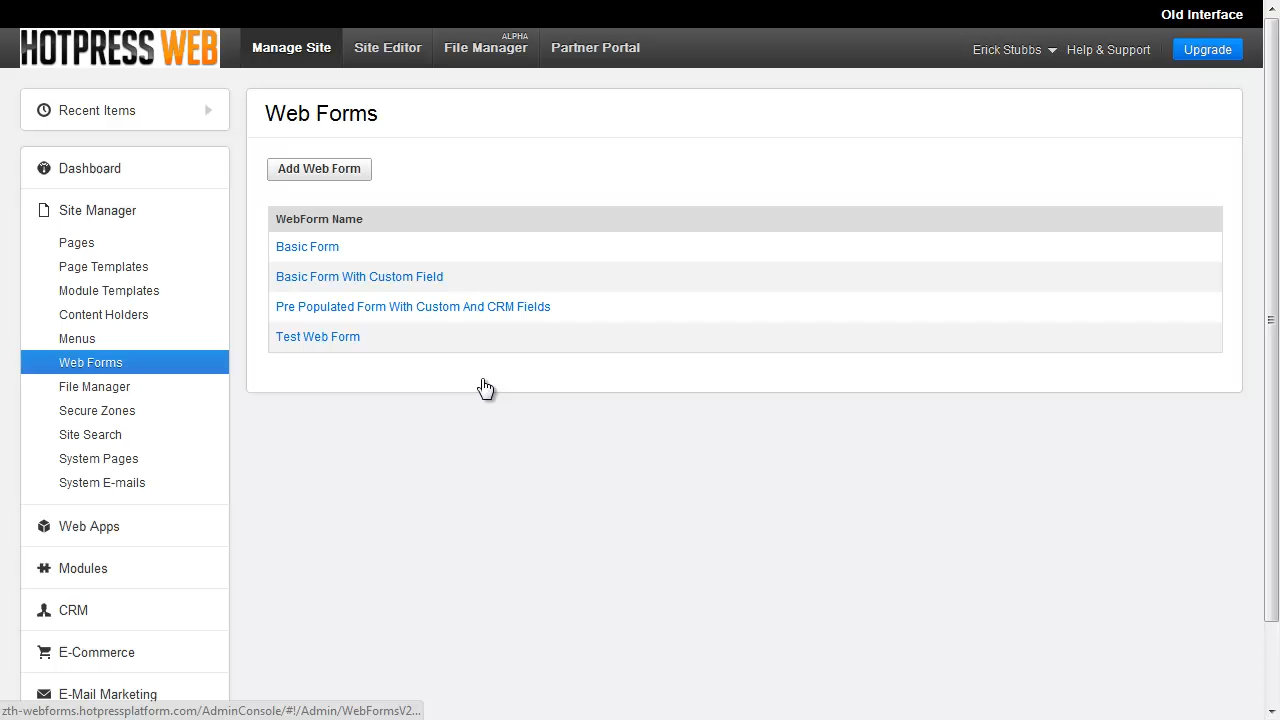 Old Interface
HOTPRESS WEB
Manage Site
Site Editor
ALPHA
File Manager
Partner Portal
Erick Stubbs
Help & Support
Upgrade
Recent Items
Dashboard
Site Manager
Pages
Page Templates
Module Templates
Content Holders
Menus
Web Forms
File Manager
Secure Zones
Site Search
System Pages
System E-mails
Web Apps
Modules
CRM
E-Commerce
E-Mail Marketing
Web Forms
Add Web Form
WebForm Name
Basic Form
Basic Form With Custom Field
Pre Populated Form With Custom And CRM Fields
Test Web Form
zth-webforms.hotpressplatform.com/AdminConsole/#!/Admin/WebFormsV2...